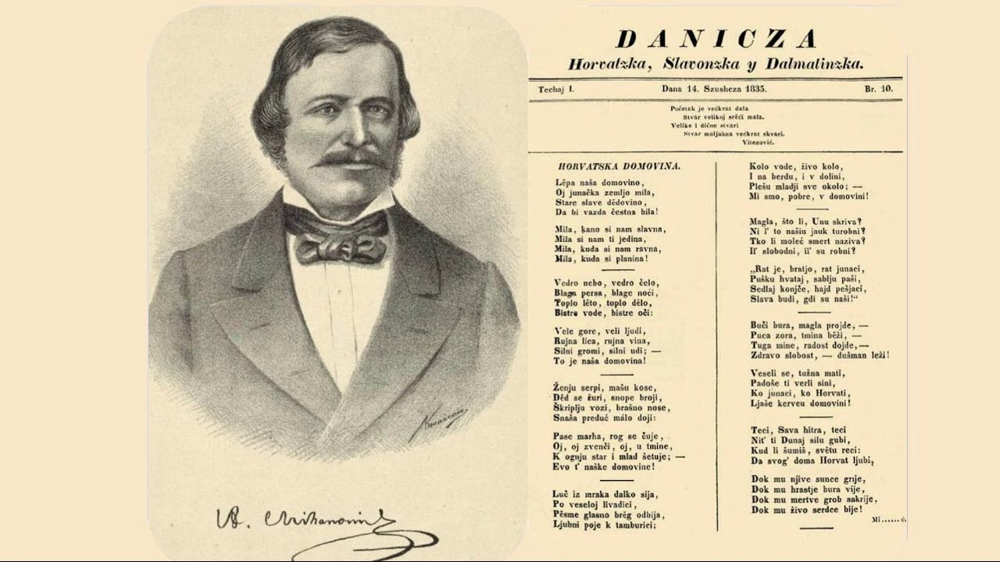 DANICZA
Horvatzka, Slavonzka y Dalmatinzka.
Techaj I. Dana 14. Szushcza 1835. Br. 10.
Početak je većkrat dala
Stvar velikoj srěći mala.
Velike i dične stvari
Stvar maljahna većkrat skvari.
Vitezović.
HORVATSKA DOMOVINA.
Lěpa naša domovino,
Oj junačka zemljo mila,
Stare slave dědovino,
Da bi vazda čestna bila!
Mila, kano si nam slavna,
Mila si nam ti jedina,
Mila, kuda si nam ravna,
Mila, kuda si planina!
Vedro nebo, vedro čelo,
Blaga persa, blage noći,
Toplo lěto, toplo dělo,
Bistre vode, bistre oči:
Vele gore, veli ljudi,
Rujna lica, rujna vina,
Silni gromi, silni udi; —
To je naša domovina!
Ženju serpi, mašu kose,
Děd se žuri, snope broji,
Škriplju vozi, brašno nose,
Snaša preduć málo doji:
Pase marha, rog se čuje,
Oj, oj zvenči, oj, u tmine,
K ognju star i mlad šetuje; —
Evo t' naške domovine!
Luč iz mraka dalko sija,
Po veseloj livadici,
Pěsme glasno brěg odbija,
Ljubni poje k tamburici;
Kolo vode, živo kolo,
I na berdu, i v dolini,
Plešu mladji sve okolo; —
Mi smo, pobre, v domovini!
Magla, što li, Unu skriva?
Ni l' to našiu jauk turobni?
Tko li moleć smert naziva?
Il' slobodni, il' su robni?
„Rat je, bratjo, rat junaci,
Pušku hvataj, sablju paši,
Sedlaj konjče, hajd pešjaci,
Slava budi, gdi su naši!"
Buči bura, magla projde, —
Puca zora, tmina běži, —
Tuga mine, radost dojde, —
Zdravo slobost, — dušman leži!
Veseli se, tužna mati,
Padoše ti verli sini,
Ko junaci, ko Horvati,
Ljaše kervcu domovini!
Teci, Sava hitra, teci
Nit' ti Dunaj silu gubi,
Kud li šumiš, světu reci:
Da svog' doma Horvat ljubi,
Dok mu njive sunce grije,
Dok mu hrastje bura vije,
Dok mu mertve grob sakrije,
Dok mu živo serdce bije!
Mi......ć.